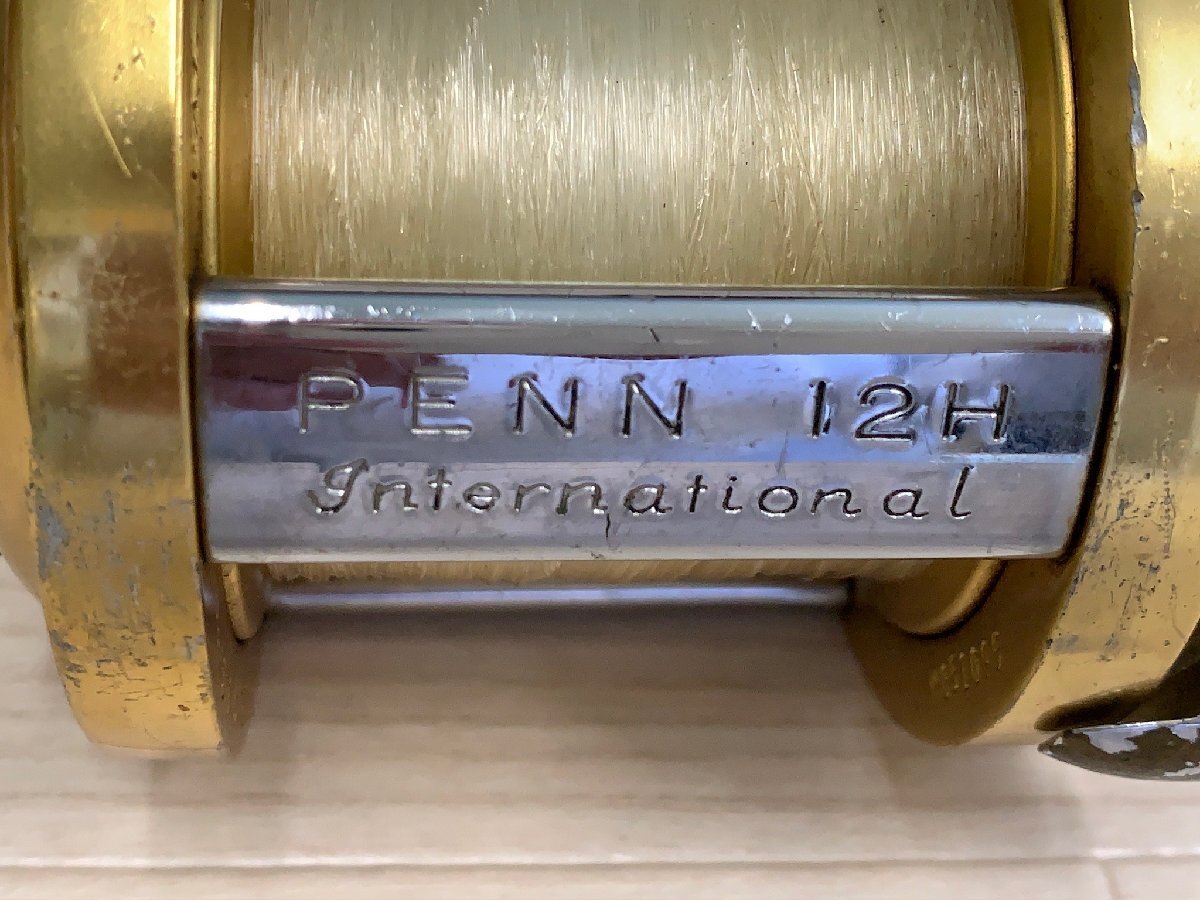 PENN 12H
International